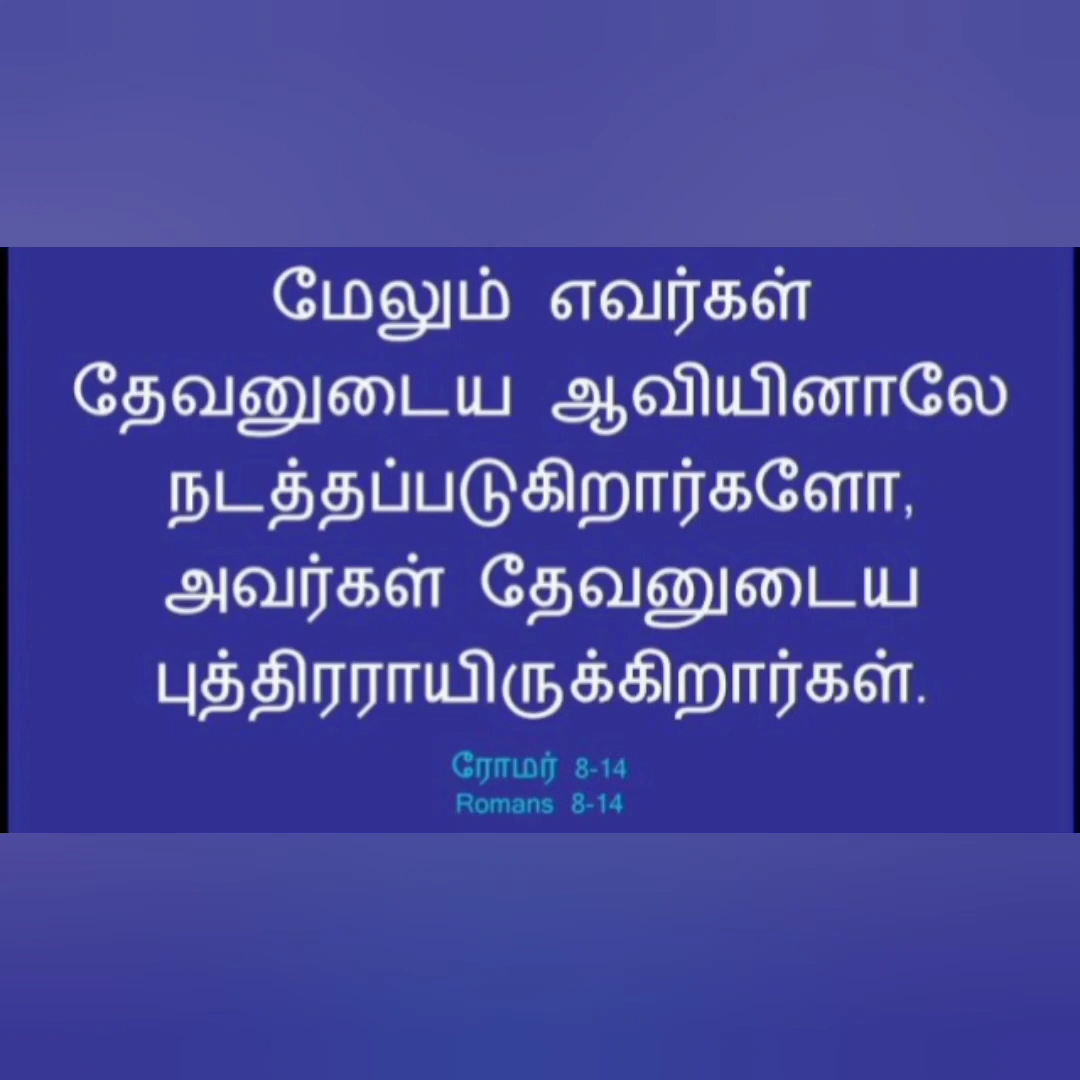 மேலும் எவர்கள்
தேவனுடைய ஆவியினாலே
நடத்தப்படுகிறார்களோ,
அவர்கள் தேவனுடைய
புத்திரராயிருக்கிறார்கள்.
ரோமர் 8-14
Romans 8-14